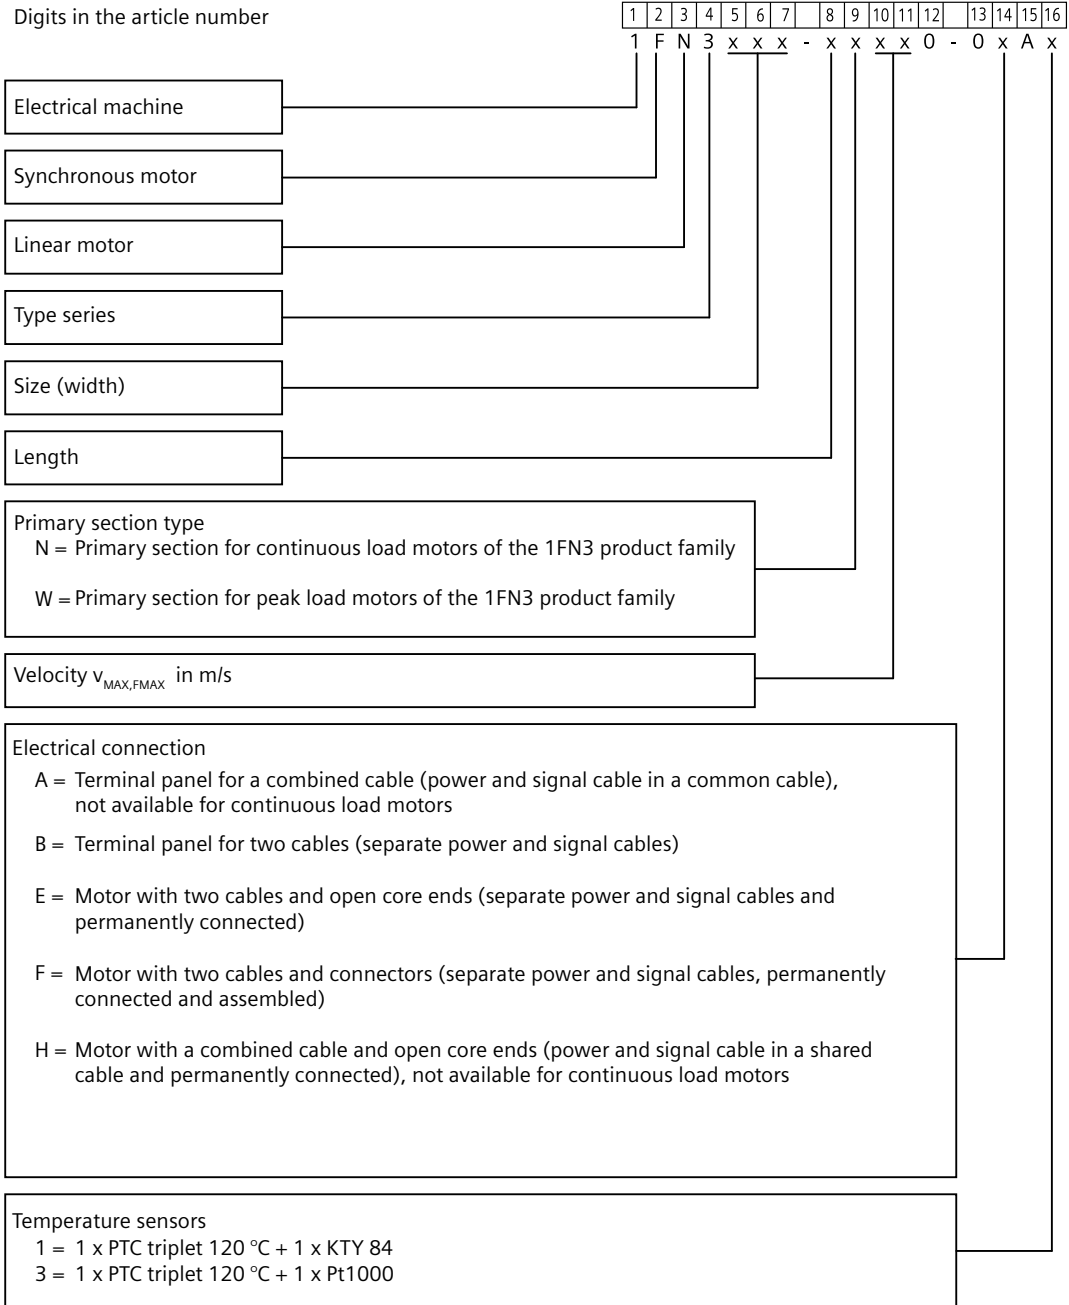 Digits in the article number
1 2 3 4 5 6 7 8 9 10 11 12 13 14 15 16
1 F N 3 x x x - x x x x 0 - 0 x A x
Electrical machine
Synchronous motor
Linear motor
Type series
Size (width)
Length
Primary section type
N = Primary section for continuous load motors of the 1FN3 product family
W = Primary section for peak load motors of the 1FN3 product family
Velocity vMAX,FMAX in m/s
Electrical connection
A = Terminal panel for a combined cable (power and signal cable in a common cable),
not available for continuous load motors
B = Terminal panel for two cables (separate power and signal cables)
E = Motor with two cables and open core ends (separate power and signal cables and
permanently connected)
F = Motor with two cables and connectors (separate power and signal cables, permanently
connected and assembled)
H = Motor with a combined cable and open core ends (power and signal cable in a shared
cable and permanently connected), not available for continuous load motors
Temperature sensors
1 = 1 x PTC triplet 120 °C + 1 x KTY 84
3 = 1 x PTC triplet 120 °C + 1 x Pt1000